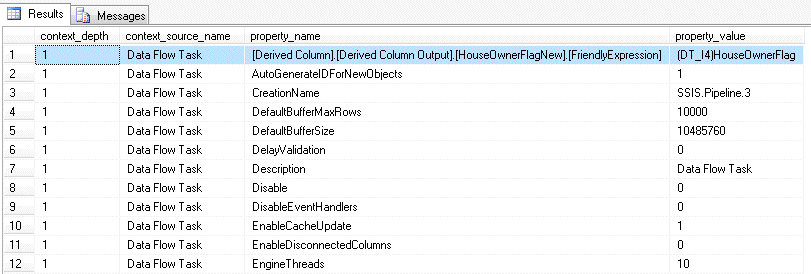 Results Messages
context_depth context_source_name property_name property_value
1 1 Data Flow Task [Derived Column].[Derived Column Output].[HouseOwnerFlagNew].[FriendlyExpression] (DT_I4)HouseOwnerFlag
2 1 Data Flow Task AutoGenerateIDForNewObjects 1
3 1 Data Flow Task CreationName SSIS.Pipeline.3
4 1 Data Flow Task DefaultBufferMaxRows 10000
5 1 Data Flow Task DefaultBufferSize 10485760
6 1 Data Flow Task DelayValidation 0
7 1 Data Flow Task Description Data Flow Task
8 1 Data Flow Task Disable 0
9 1 Data Flow Task DisableEventHandlers 0
10 1 Data Flow Task EnableCacheUpdate 1
11 1 Data Flow Task EnableDisconnectedColumns 0
12 1 Data Flow Task EngineThreads 10